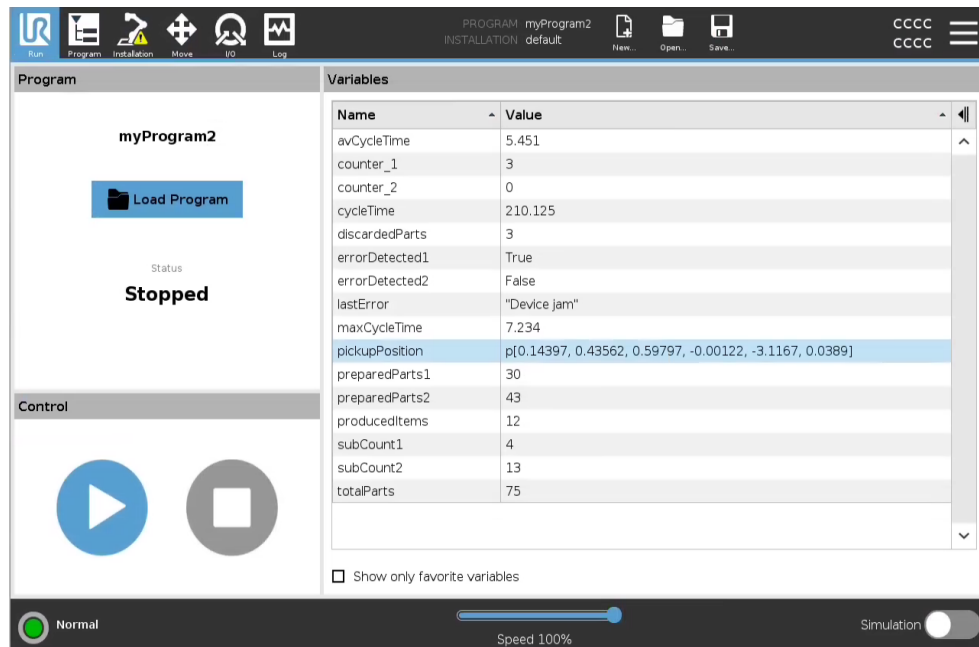 PROGRAM myProgram2
INSTALLATION default
UR
Run Program Installation Move I/O Log New... Open... Save... CCCC
CCCC
Program
myProgram2
Load Program
Status
Stopped
Control
Variables
Name Value
avCycleTime 5.451
counter_1 3
counter_2 0
cycleTime 210.125
discardedParts 3
errorDetected1 True
errorDetected2 False
lastError "Device jam"
maxCycleTime 7.234
pickupPosition p[0.14397, 0.43562, 0.59797, -0.00122, -3.1167, 0.0389]
preparedParts1 30
preparedParts2 43
producedItems 12
subCount1 4
subCount2 13
totalParts 75
Show only favorite variables
Normal
Speed 100%
Simulation